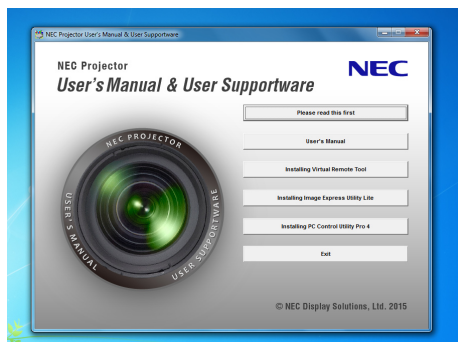 NEC Projector User's Manual & User Supportware
NEC Projector
NEC
User's Manual & User Supportware
Please read this first
User's Manual
Installing Virtual Remote Tool
Installing Image Express Utility Lite
Installing PC Control Utility Pro 4
Exit
NEC PROJECTOR
USER'S MANUAL
USER SUPPORTWARE
© NEC Display Solutions, Ltd. 2015